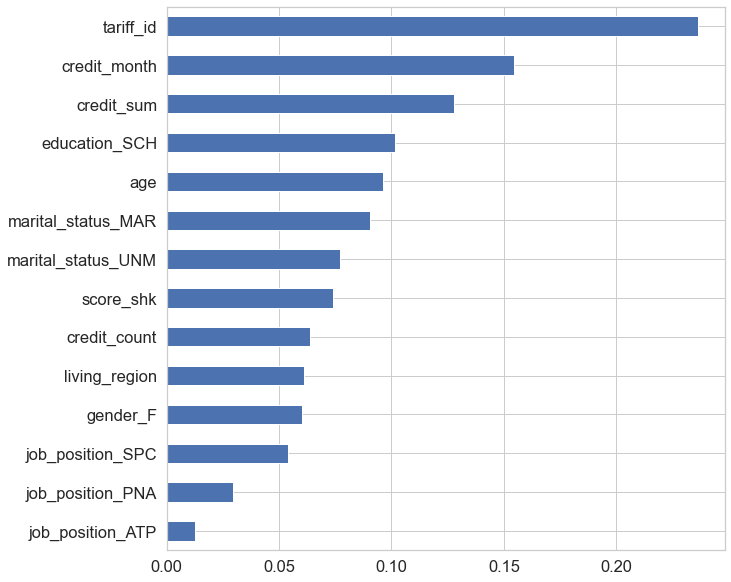 tariff_id
credit_month
credit_sum
education_SCH
age
marital_status_MAR
marital_status_UNM
score_shk
credit_count
living_region
gender_F
job_position_SPC
job_position_PNA
job_position_ATP
0.00 0.05 0.10 0.15 0.20